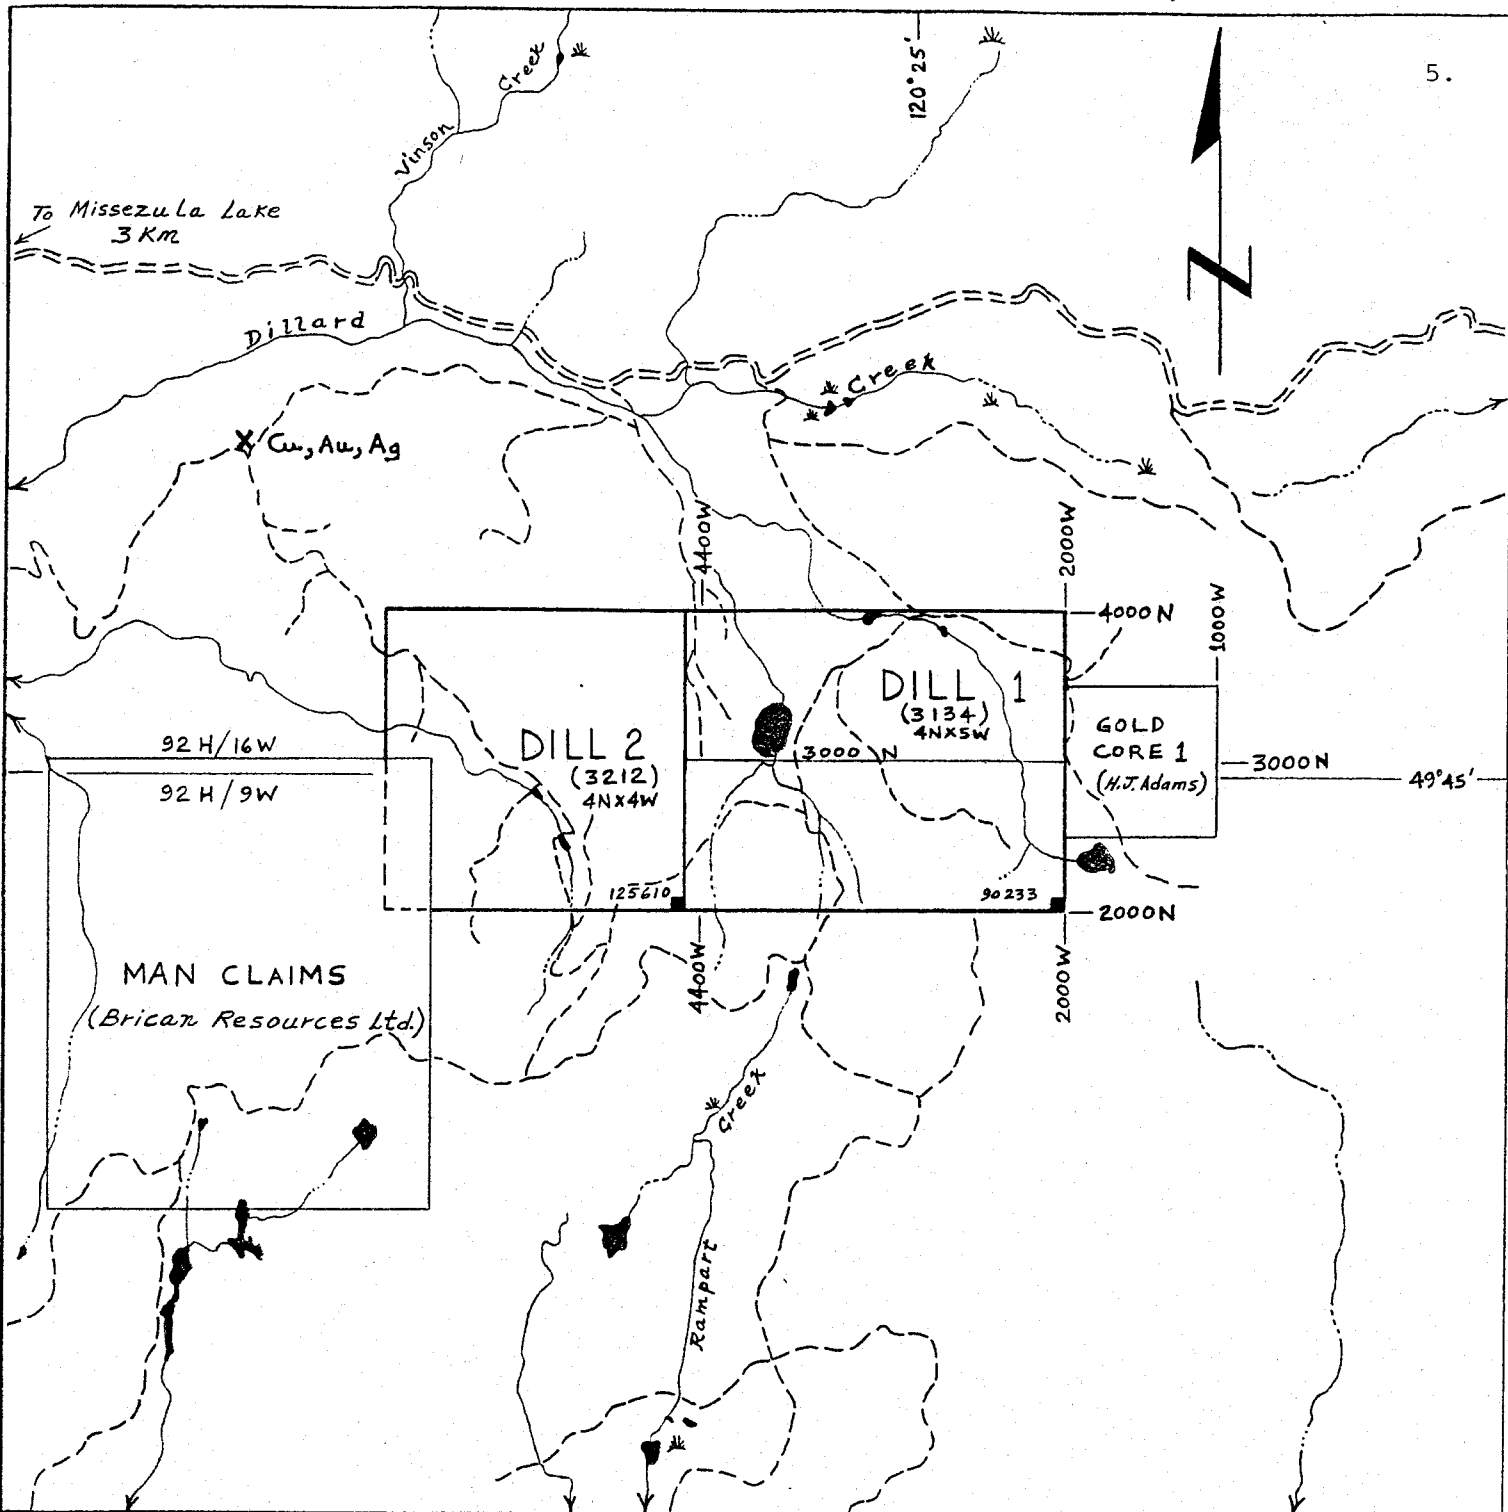 5.
120°25'
Vinson Creek
To Missezula Lake
3 Km
N
Dillard Creek
Cu, Au, Ag
4400W
2000W
4000N
1000W
DILL 1
(3134)
4NX5W
GOLD
CORE 1
(H.J. Adams)
DILL 2
(3212)
4NX4W
3000 N
3000N
49°45'
92 H/16W
92 H/9W
125610
90233
2000N
4400W
2000W
MAN CLAIMS
(Brican Resources Ltd.)
Rampart Creek